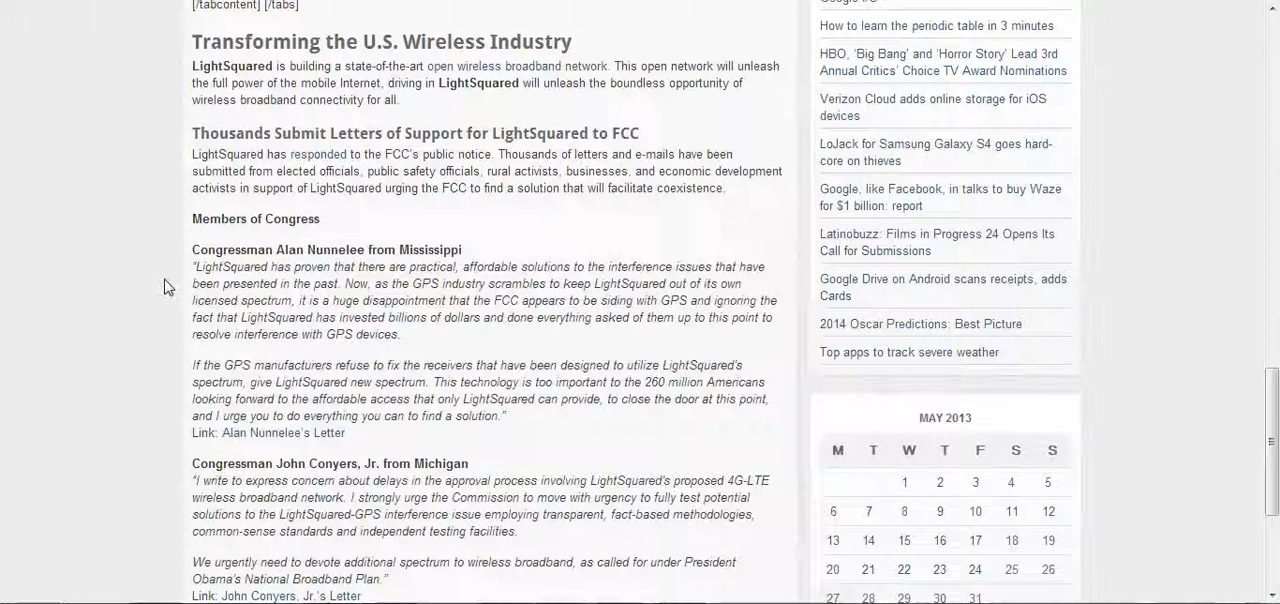 [/tabcontent] [/tabs]
Transforming the U.S. Wireless Industry
LightSquared is building a state-of-the-art open wireless broadband network. This open network will unleash
the full power of the mobile Internet, driving in LightSquared will unleash the boundless opportunity of
wireless broadband connectivity for all.
Thousands Submit Letters of Support for LightSquared to FCC
LightSquared has responded to the FCC's public notice. Thousands of letters and e-mails have been
submitted from elected officials, public safety officials, rural activists, businesses, and economic development
activists in support of LightSquared urging the FCC to find a solution that will facilitate coexistence.
Members of Congress
Congressman Alan Nunnelee from Mississippi
"LightSquared has proven that there are practical, affordable solutions to the interference issues that have
been presented in the past. Now, as the GPS industry scrambles to keep LightSquared out of its own
licensed spectrum, it is a huge disappointment that the FCC appears to be siding with GPS and ignoring the
fact that LightSquared has invested billions of dollars and done everything asked of them up to this point to
resolve interference with GPS devices.
If the GPS manufacturers refuse to fix the receivers that have been designed to utilize LightSquared's
spectrum, give LightSquared new spectrum. This technology is too important to the 260 million Americans
looking forward to the affordable access that only LightSquared can provide, to close the door at this point,
and I urge you to do everything you can to find a solution."
Link: Alan Nunnelee's Letter
Congressman John Conyers, Jr. from Michigan
"I write to express concern about delays in the approval process involving LightSquared's proposed 4G-LTE
wireless broadband network. I strongly urge the Commission to move with urgency to fully test potential
solutions to the LightSquared-GPS interference issue employing transparent, fact-based methodologies,
common-sense standards and independent testing facilities.
We urgently need to devote additional spectrum to wireless broadband, as called for under President
Obama's National Broadband Plan."
Link: John Conyers, Jr.'s Letter
How to learn the periodic table in 3 minutes
HBO, 'Big Bang' and 'Horror Story' Lead 3rd
Annual Critics' Choice TV Award Nominations
Verizon Cloud adds online storage for iOS
devices
LoJack for Samsung Galaxy S4 goes hard-
core on thieves
Google, like Facebook, in talks to buy Waze
for $1 billion: report
Latinobuzz: Films in Progress 24 Opens Its
Call for Submissions
Google Drive on Android scans receipts, adds
Cards
2014 Oscar Predictions: Best Picture
Top apps to track severe weather
MAY 2013
M T W T F S S
1 2 3 4 5
6 7 8 9 10 11 12
13 14 15 16 17 18 19
20 21 22 23 24 25 26
27 28 29 30 31